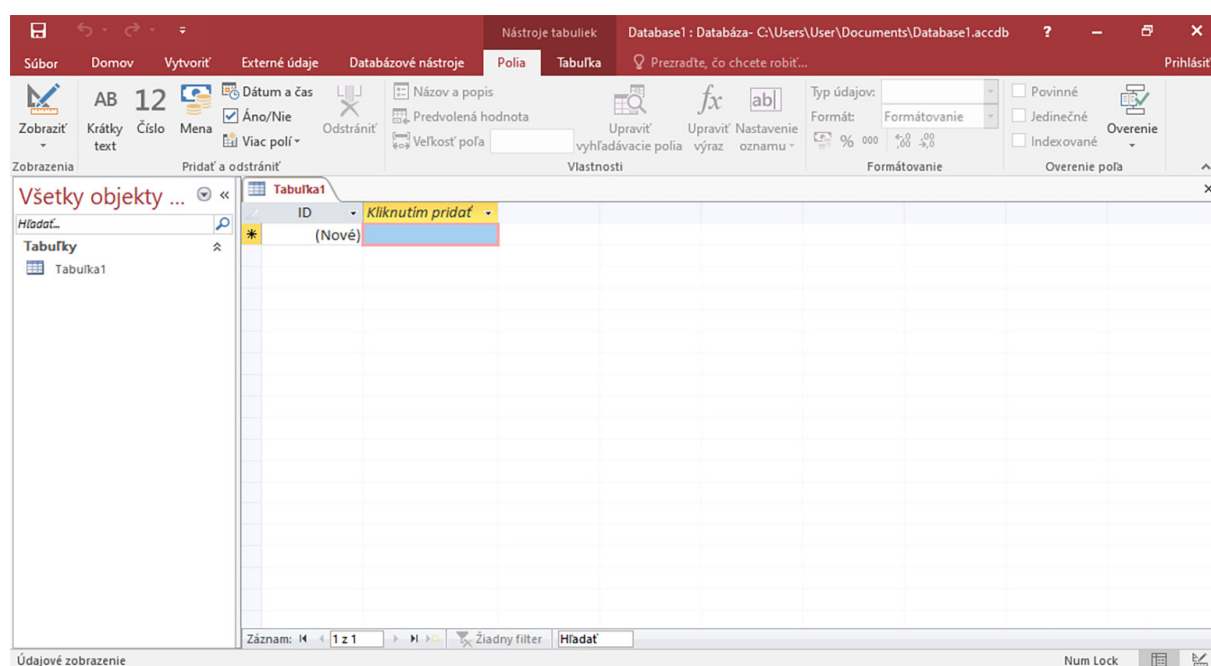 Nástroje tabuliek
Database1 : Databáza- C:\Users\User\Documents\Database1.accdb
?
Súbor Domov Vytvoriť Externé údaje Databázové nástroje Polia Tabuľka Prezraďte, čo chcete robiť... Prihlásiť
Zobraziť
AB Krátky text
12 Číslo
Mena
Dátum a čas
Áno/Nie
Viac polí
Odstrániť
Názov a popis
Predvolená hodnota
Veľkosť poľa
Upraviť vyhľadávacie polia
fx Upraviť výraz
ab| Nastavenie oznamu
Typ údajov:
Formát: Formátovanie
% 000
Povinné
Jedinečné
Indexované
Overenie
Zobrazenia Pridať a odstrániť Vlastnosti Formátovanie Overenie poľa
Všetky objekty ...
Hľadať...
Tabuľky
Tabuľka1
Tabuľka1
ID Kliknutím pridať
(Nové)
Záznam: 1 z 1 Žiadny filter Hľadať
Údajové zobrazenie Num Lock